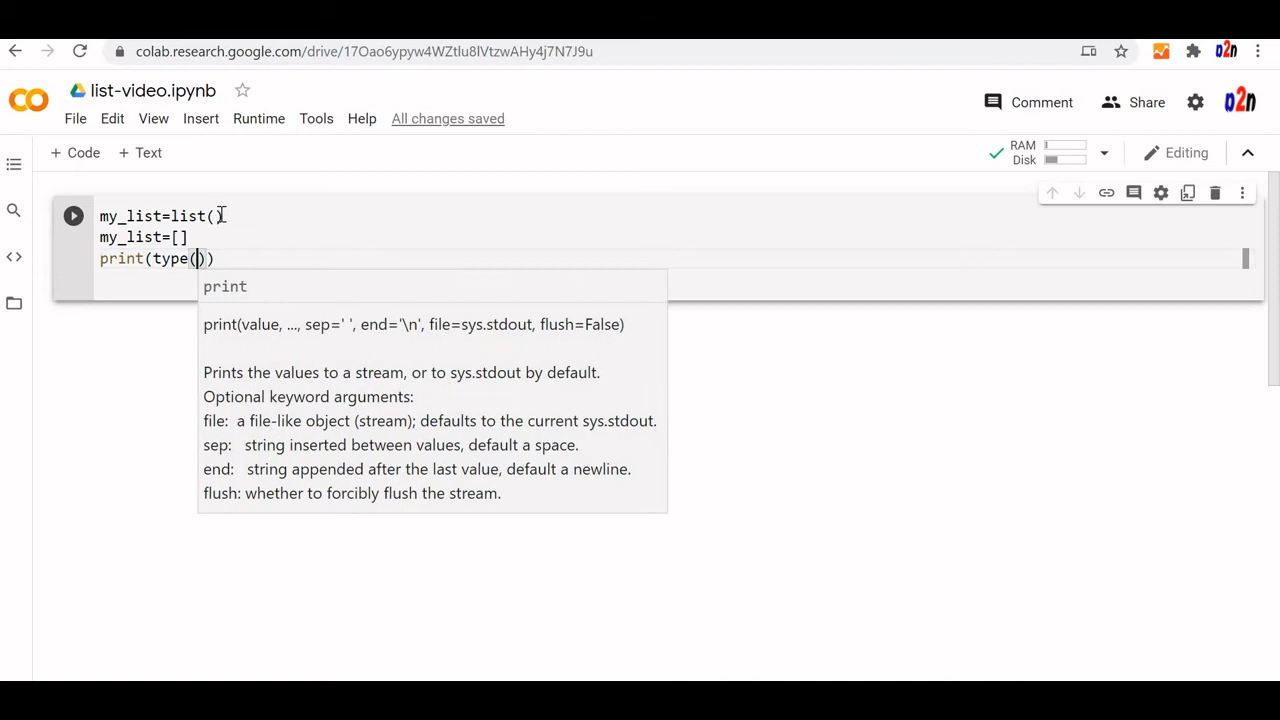 colab.research.google.com/drive/17Oao6ypyw4WZtlu8lVtzwAHy4j7N7J9u
o2n
CO
list-video.ipynb
File Edit View Insert Runtime Tools Help All changes saved
Comment
Share
o2n
+ Code + Text
RAM
Disk
Editing
my_list=list()
my_list=[]
print(type())
print
print(value, ..., sep=' ', end='\n', file=sys.stdout, flush=False)
Prints the values to a stream, or to sys.stdout by default.
Optional keyword arguments:
file: a file-like object (stream); defaults to the current sys.stdout.
sep: string inserted between values, default a space.
end: string appended after the last value, default a newline.
flush: whether to forcibly flush the stream.